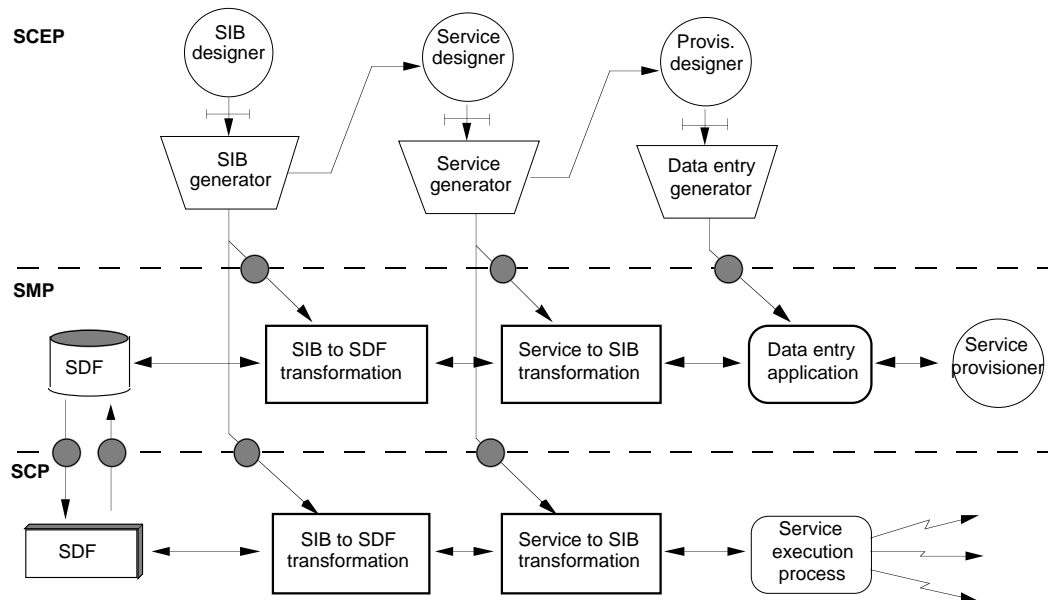 SCEP
SIB
designer
Service
designer
Provis.
designer
SIB
generator
Service
generator
Data entry
generator
SMP
SDF
SIB to SDF
transformation
Service to SIB
transformation
Data entry
application
Service
provisioner
SCP
SDF
SIB to SDF
transformation
Service to SIB
transformation
Service
execution
process